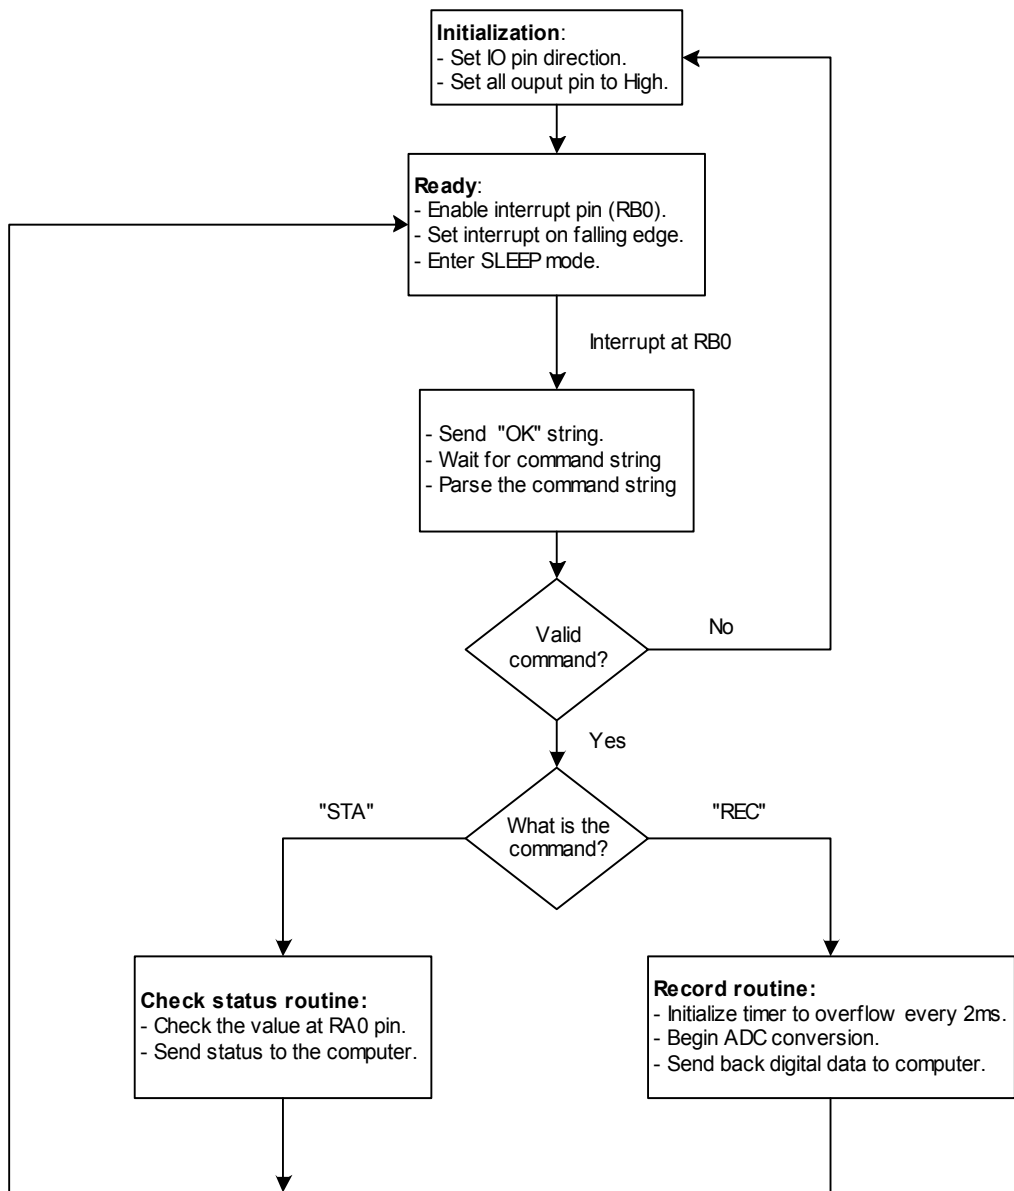 Initialization:
- Set IO pin direction.
- Set all ouput pin to High.
Ready:
- Enable interrupt pin (RB0).
- Set interrupt on falling edge.
- Enter SLEEP mode.
Interrupt at RB0
- Send "OK" string.
- Wait for command string
- Parse the command string
Valid
command?
No
Yes
"STA"
What is the
command?
"REC"
Check status routine:
- Check the value at RA0 pin.
- Send status to the computer.
Record routine:
- Initialize timer to overflow every 2ms.
- Begin ADC conversion.
- Send back digital data to computer.